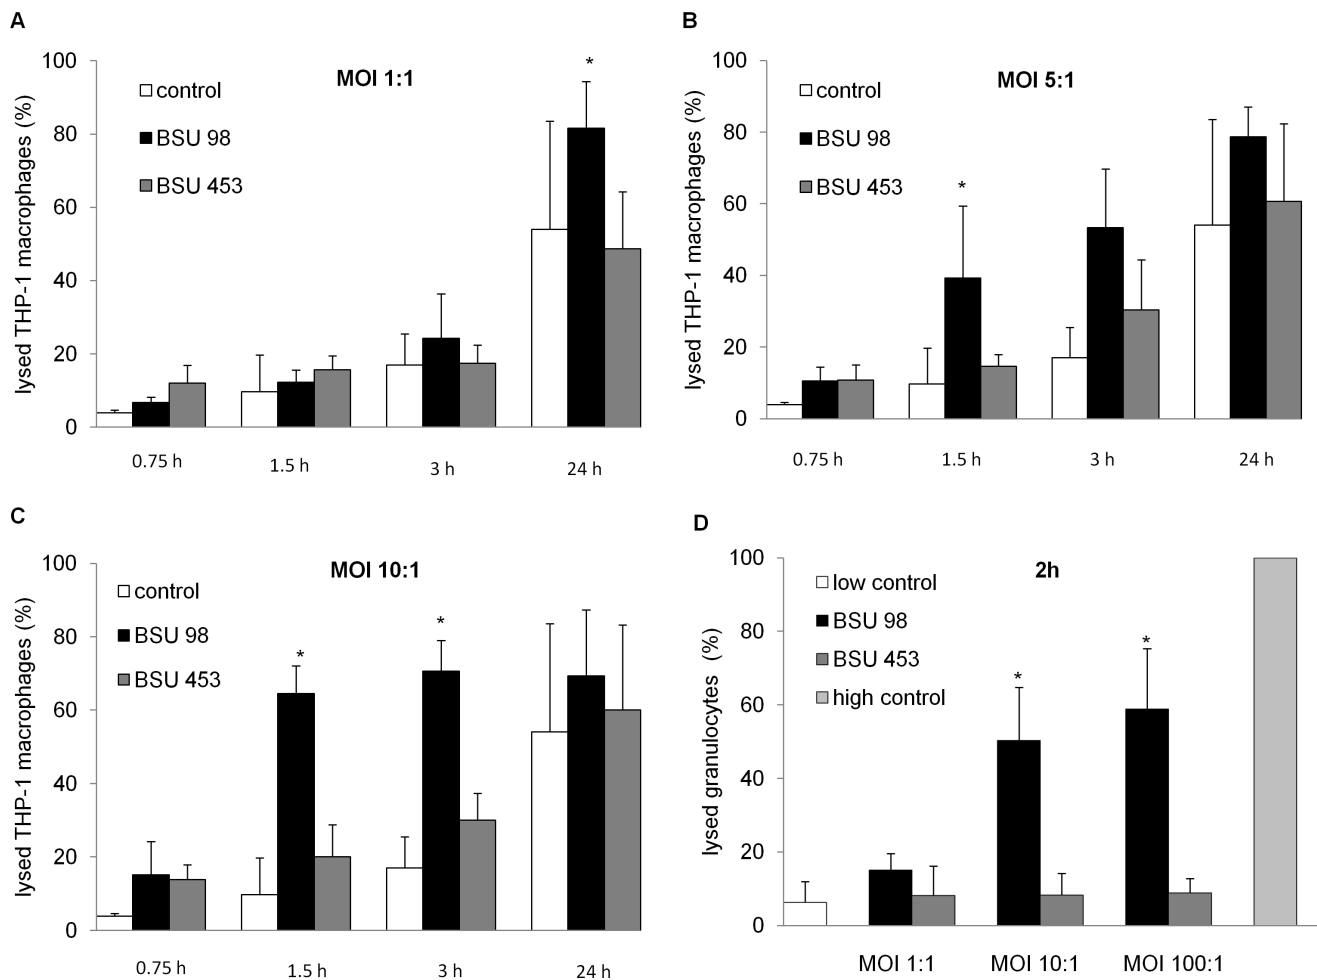 A
MOI 1:1
control
BSU 98
BSU 453
*
lysed THP-1 macrophages (%)
100
80
60
40
20
0
0.75 h
1.5 h
3 h
24 h
B
MOI 5:1
control
BSU 98
BSU 453
*
lysed THP-1 macrophages (%)
100
80
60
40
20
0
0.75 h
1.5 h
3 h
24 h
C
MOI 10:1
control
BSU 98
BSU 453
*
*
lysed THP-1 macrophages (%)
100
80
60
40
20
0
0.75 h
1.5 h
3 h
24 h
D
2h
low control
BSU 98
BSU 453
high control
*
*
lysed granulocytes (%)
100
80
60
40
20
0
MOI 1:1
MOI 10:1
MOI 100:1